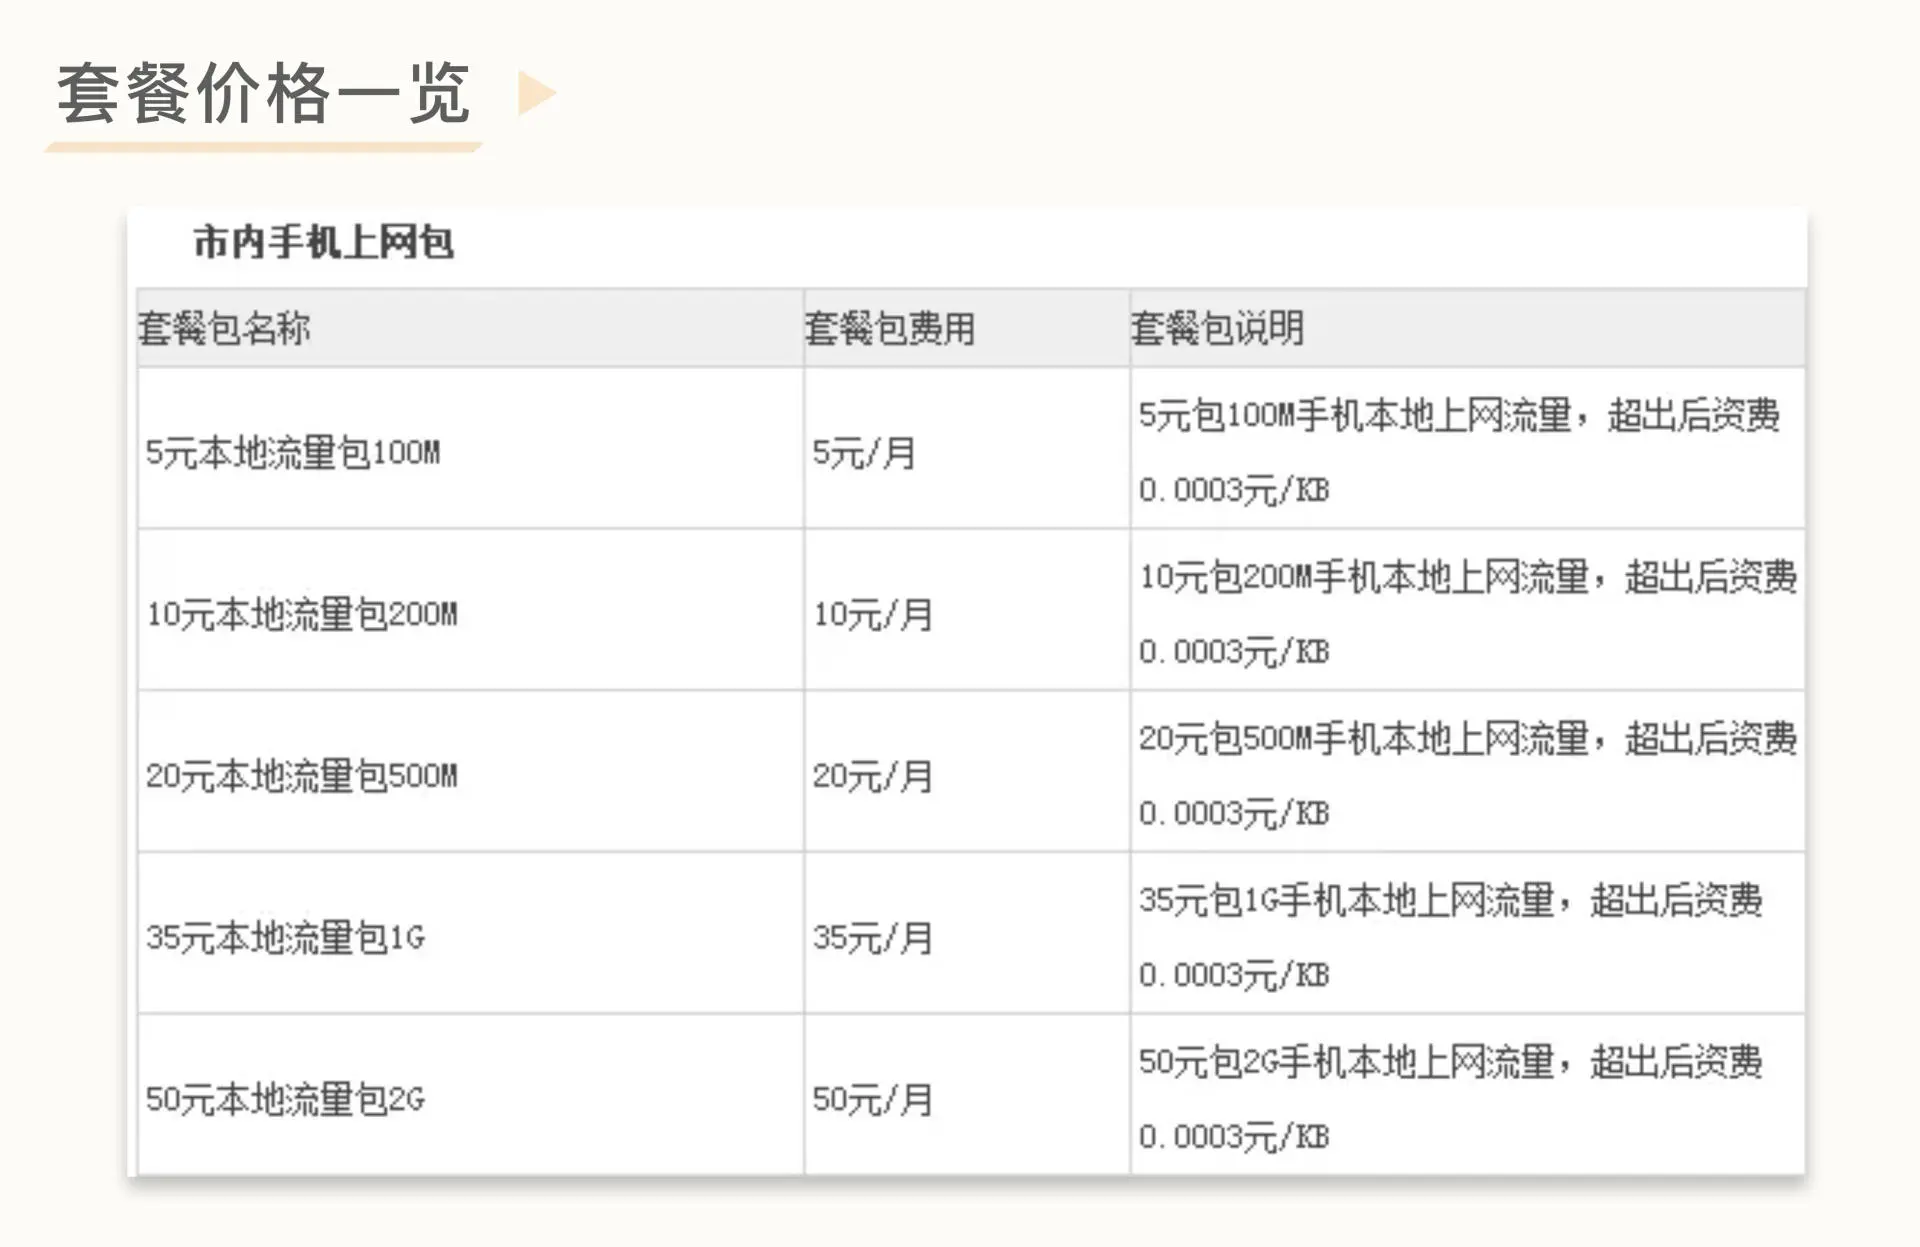 套餐价格一览
市内手机上网包
套餐包名称 套餐包费用 套餐包说明
5元本地流量包100M 5元/月 5元包100M手机本地上网流量，超出后资费
0.0003元/KB
10元本地流量包200M 10元/月 10元包200M手机本地上网流量，超出后资费
0.0003元/KB
20元本地流量包500M 20元/月 20元包500M手机本地上网流量，超出后资费
0.0003元/KB
35元本地流量包1G 35元/月 35元包1G手机本地上网流量，超出后资费
0.0003元/KB
50元本地流量包2G 50元/月 50元包2G手机本地上网流量，超出后资费
0.0003元/KB